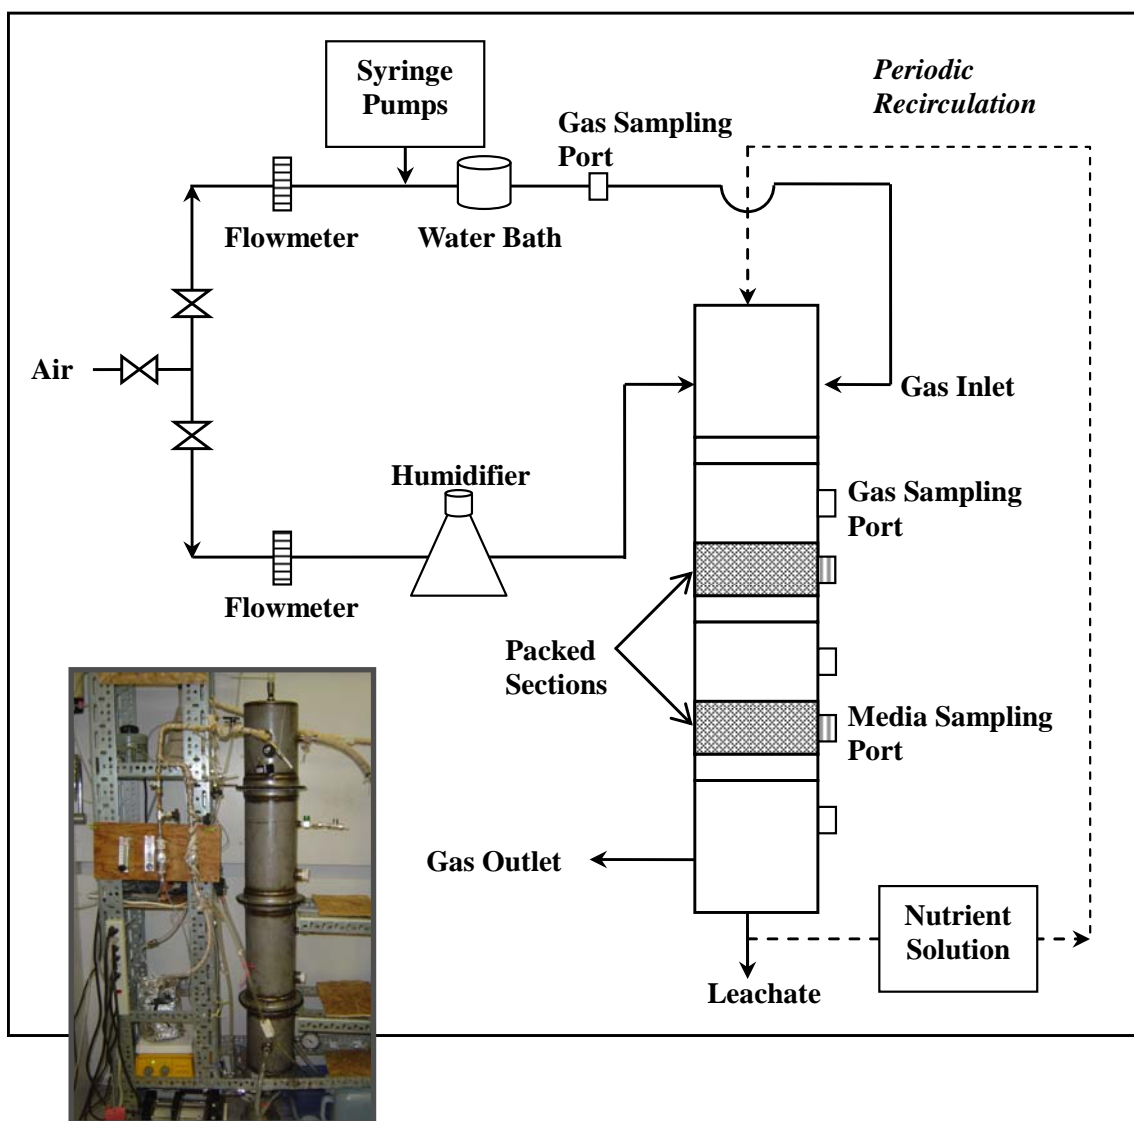 Syringe
Pumps
Periodic
Recirculation
Gas Sampling
Port
Flowmeter
Water Bath
Air
Gas Inlet
Humidifier
Gas Sampling
Port
Flowmeter
Packed
Sections
Media Sampling
Port
Gas Outlet
Nutrient
Solution
Leachate